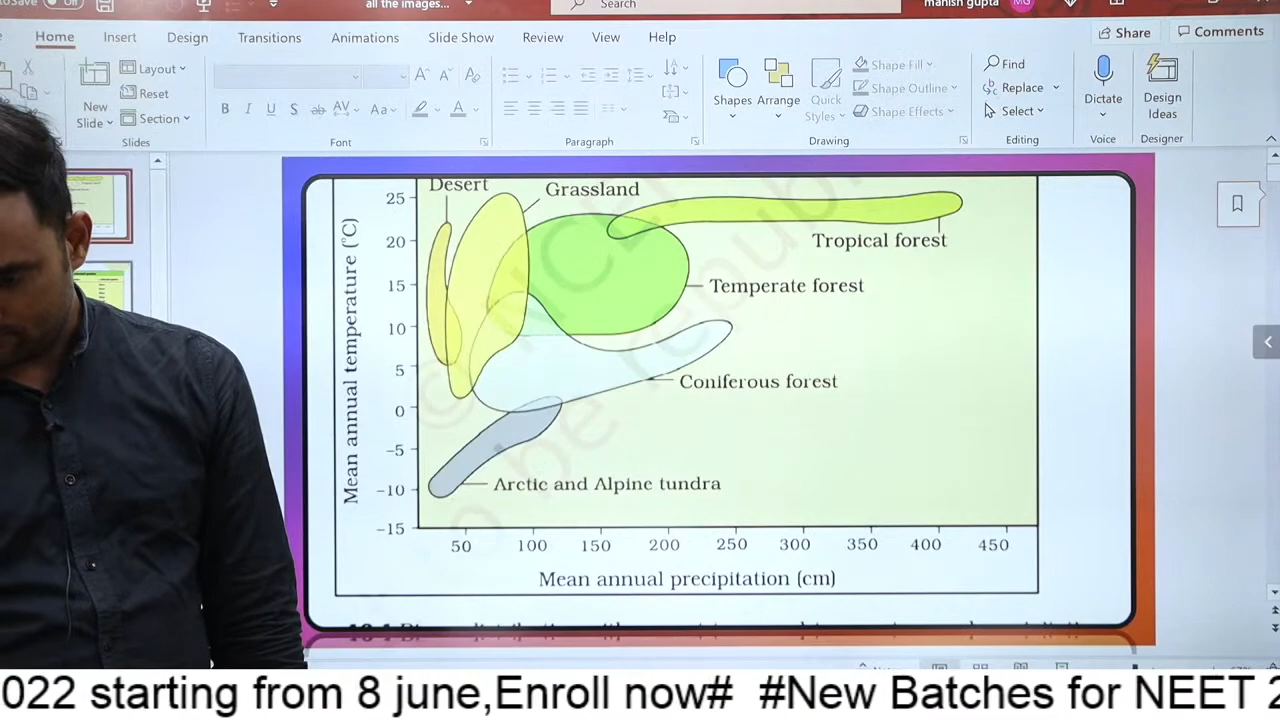 all the images...
Search
manish gupta
MG
Home Insert Design Transitions Animations Slide Show Review View Help
Share Comments
New Slide
Layout
Reset
Section
Slides
B I U S ab AV Aa A
Font
Paragraph
Shapes Arrange Quick Styles
Shape Fill
Shape Outline
Shape Effects
Drawing
Find
Replace
Select
Editing
Dictate
Voice
Design Ideas
Designer
Desert
Grassland
Tropical forest
Temperate forest
Coniferous forest
Arctic and Alpine tundra
Mean annual temperature (°C)
25
20
15
10
5
0
−5
−10
−15
50 100 150 200 250 300 350 400 450
Mean annual precipitation (cm)
022 starting from 8 june,Enroll now# #New Batches for NEET 2